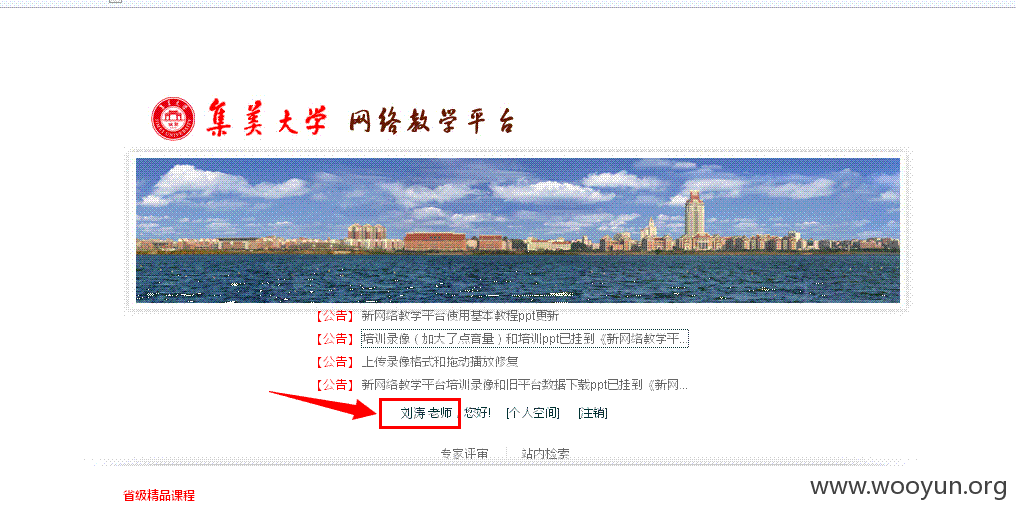 集美大学 网络教学平台
【公告】 新网络教学平台使用基本教程ppt更新
【公告】 培训录像（加大了点音量）和培训ppt已挂到《新网络教学平...
【公告】 上传录像格式和拖动播放修复
【公告】 新网络教学平台培训录像和旧平台数据下载ppt已挂到《新网...
刘涛 老师，您好! [个人空间] [注销]
专家评审 站内检索
www.wooyun.org
省级精品课程